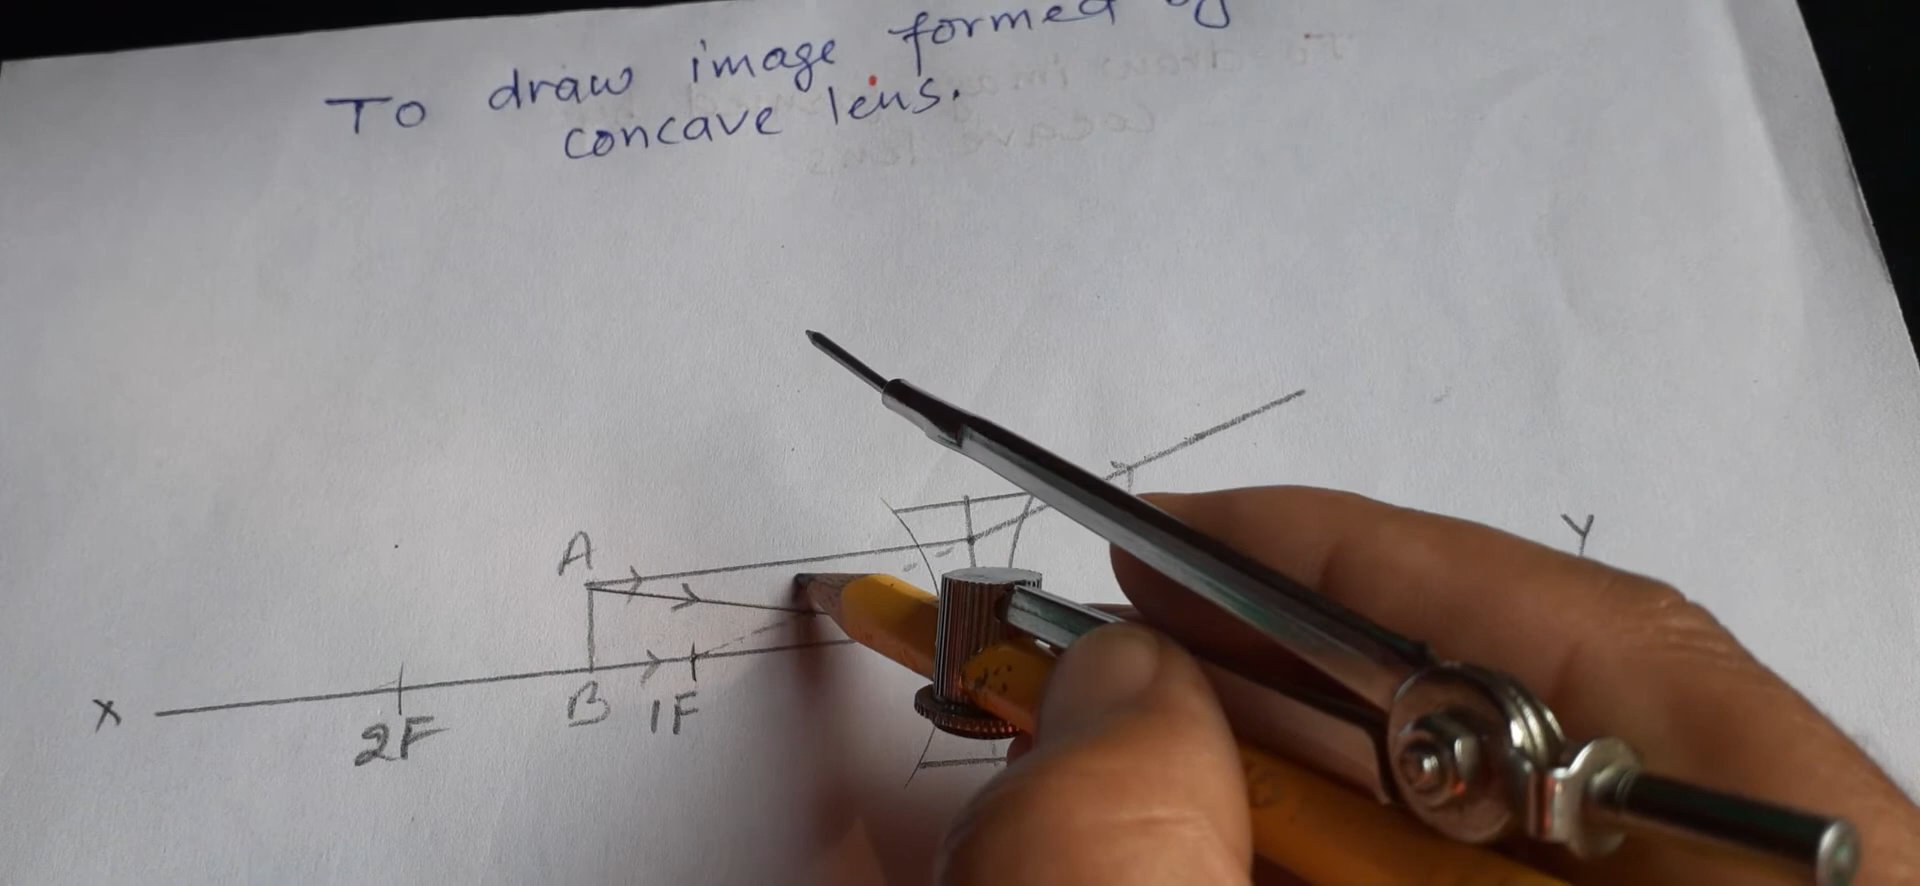 To draw image formed by
concave lens.
A
Y
X
2F
B
1F